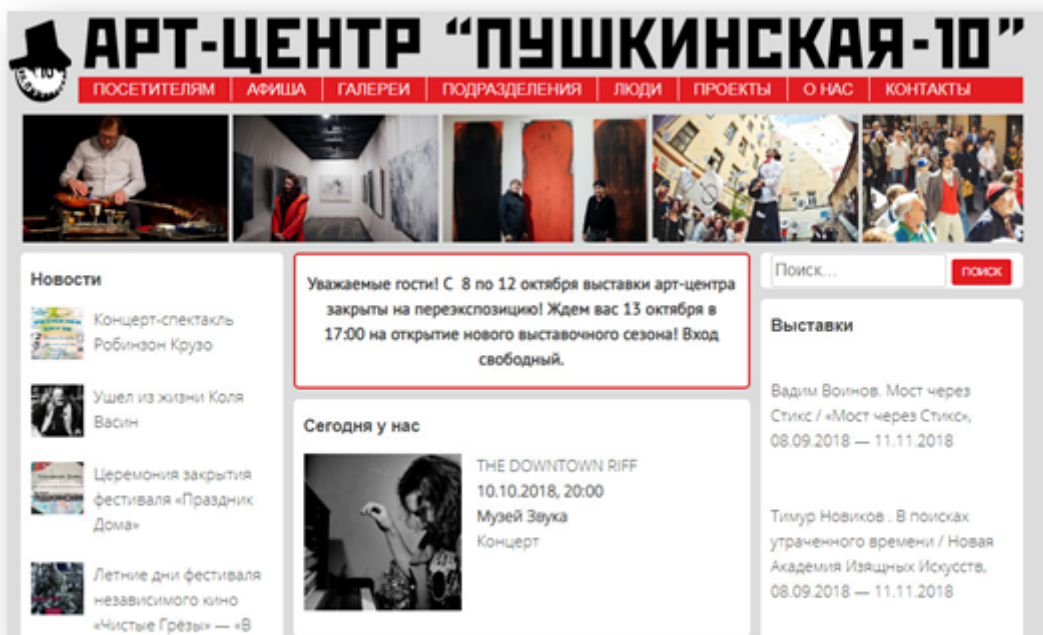 АРТ-ЦЕНТР “ПУШКИНСКАЯ-10”
ПОСЕТИТЕЛЯМ АФИША ГАЛЕРЕИ ПОДРАЗДЕЛЕНИЯ ЛЮДИ ПРОЕКТЫ О НАС КОНТАКТЫ
Новости
Концерт-спектакль
Робинзон Крузо
Ушел из жизни Коля
Васин
Церемония закрытия
фестиваля «Праздник
Дома»
Летние дни фестиваля
независимого кино
«Чистые Грёзы» — «В
Уважаемые гости! С 8 по 12 октября выставки арт-центра
закрыты на переэкспозицию! Ждем вас 13 октября в
17:00 на открытие нового выставочного сезона! Вход
свободный.
Сегодня у нас
THE DOWNTOWN RIFF
10.10.2018, 20:00
Музей Звука
Концерт
Поиск...
ПОИСК
Выставки
Вадим Воинов. Мост через
Стикс / «Мост через Стикс»,
08.09.2018 — 11.11.2018
Тимур Новиков . В поисках
утраченного времени / Новая
Академия Изящных Искусств,
08.09.2018 — 11.11.2018